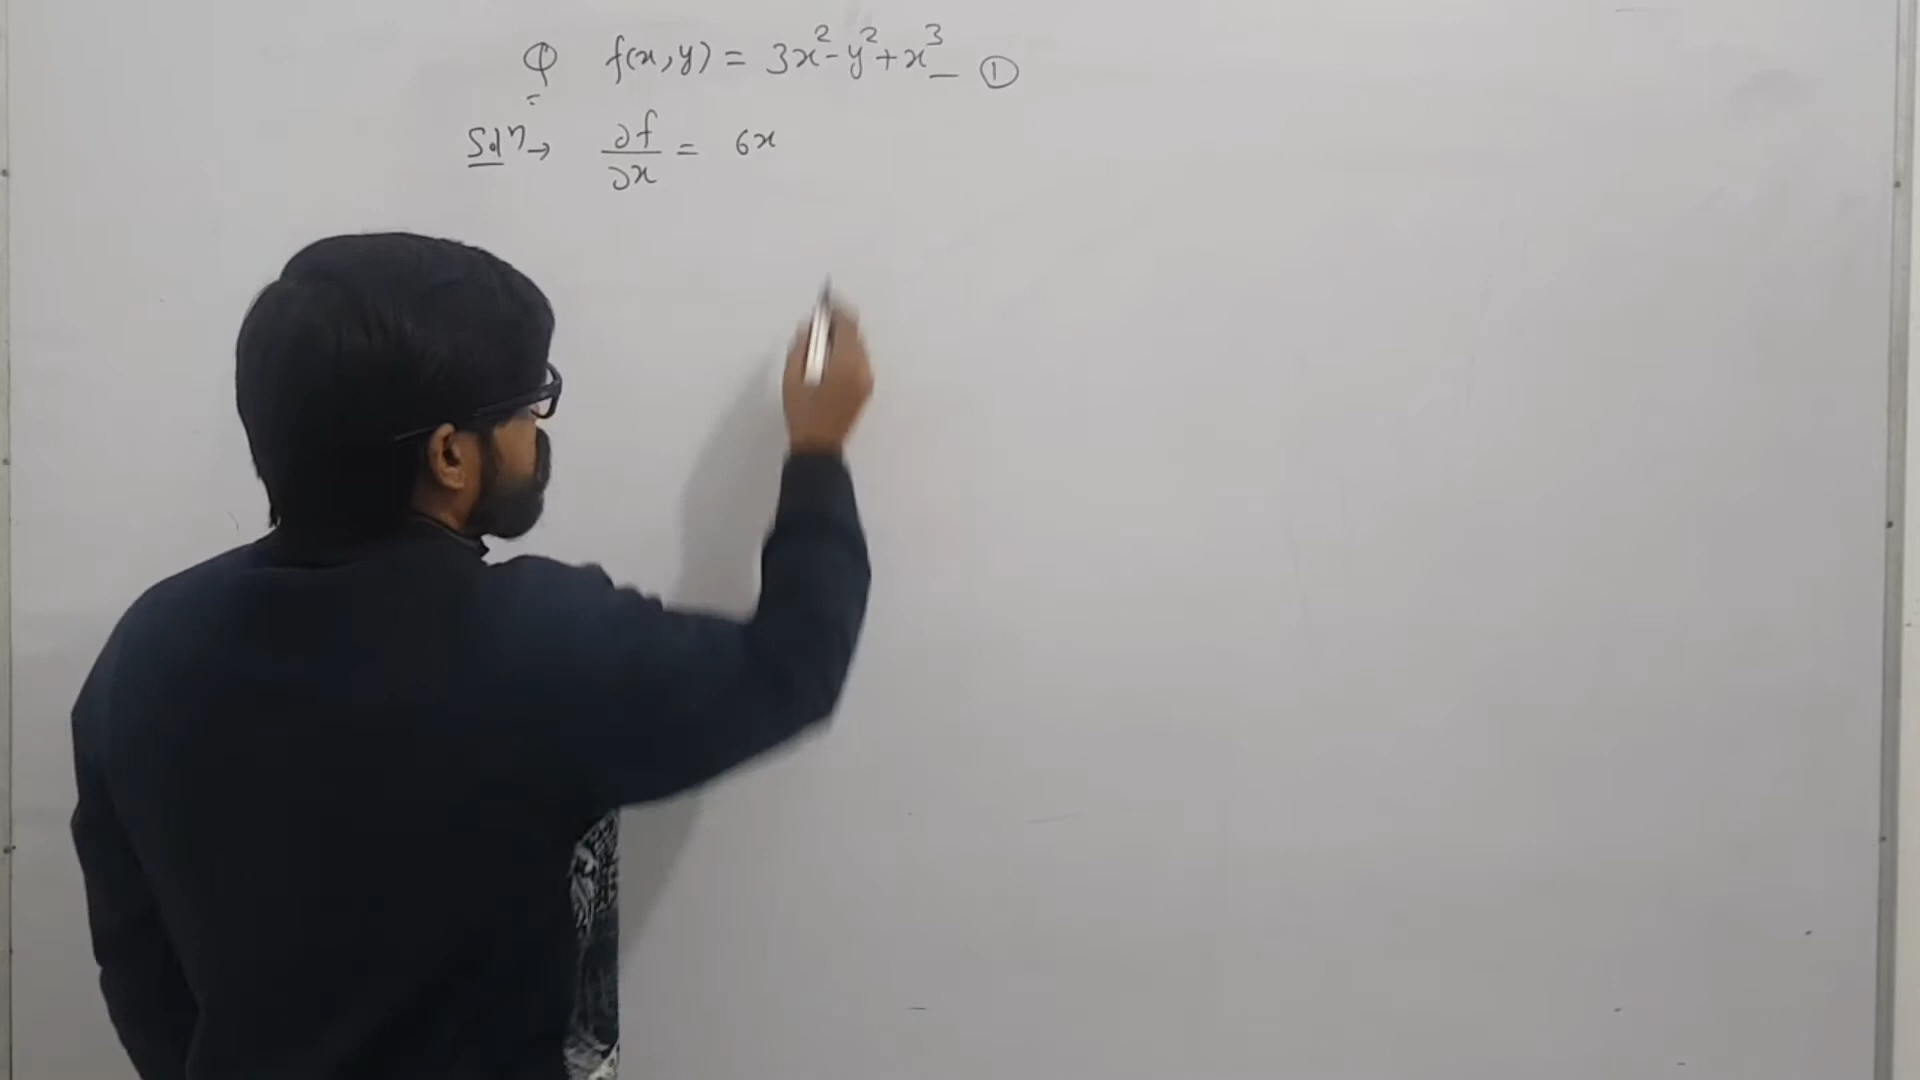 Q f(x,y) = 3x²-y²+x³ — ①
Solⁿ→ ∂f/∂x = 6x